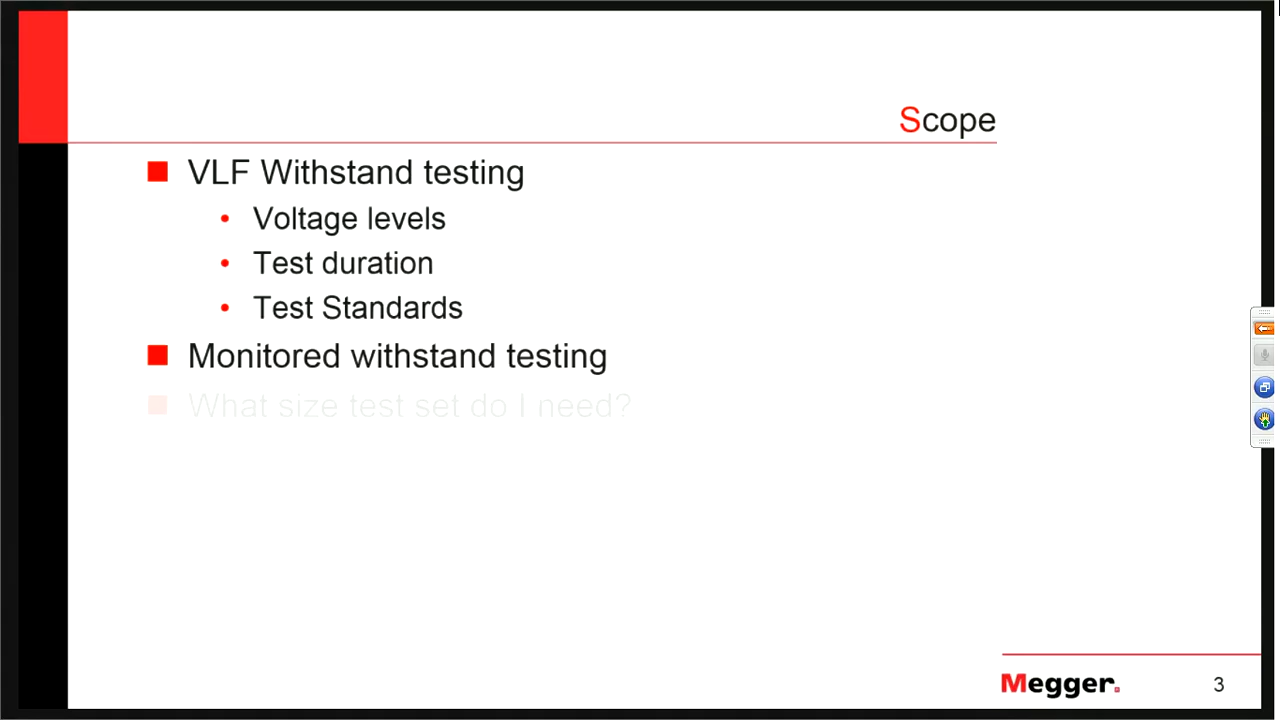 Scope
VLF Withstand testing
Voltage levels
Test duration
Test Standards
Monitored withstand testing
What size test set do I need?
Megger.
3